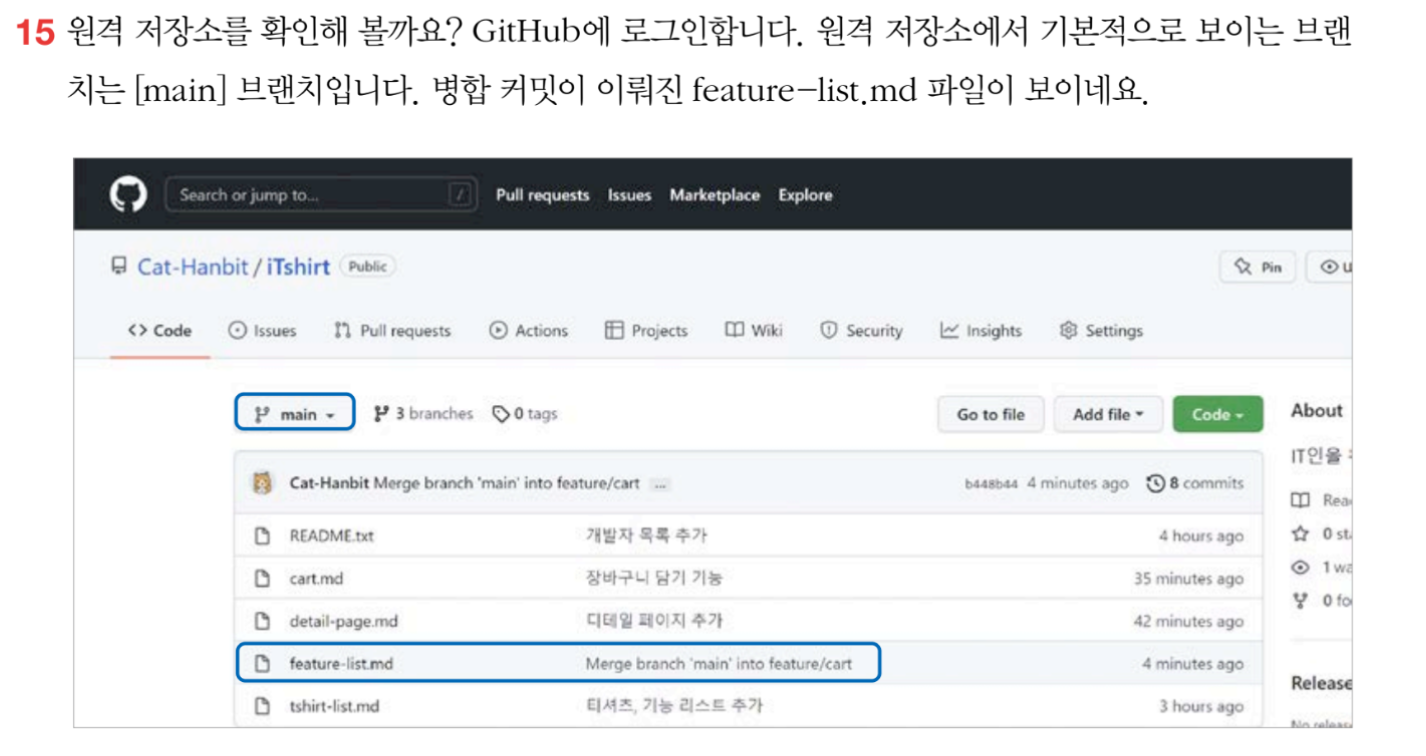 15 원격 저장소를 확인해 볼까요? GitHub에 로그인합니다. 원격 저장소에서 기본적으로 보이는 브랜
치는 [main] 브랜치입니다. 병합 커밋이 이뤄진 feature-list.md 파일이 보이네요.
Search or jump to... / Pull requests Issues Marketplace Explore
Cat-Hanbit / iTshirt Public Pin
<> Code Issues Pull requests Actions Projects Wiki Security Insights Settings
main 3 branches 0 tags Go to file Add file Code About
IT인을
Cat-Hanbit Merge branch 'main' into feature/cart ... b448b44 4 minutes ago 8 commits
README.txt 개발자 목록 추가 4 hours ago
cart.md 장바구니 담기 기능 35 minutes ago
detail-page.md 디테일 페이지 추가 42 minutes ago
feature-list.md Merge branch 'main' into feature/cart 4 minutes ago
tshirt-list.md 티셔츠, 기능 리스트 추가 3 hours ago
Rea
0 st
1 wa
0 fo
Release
No release